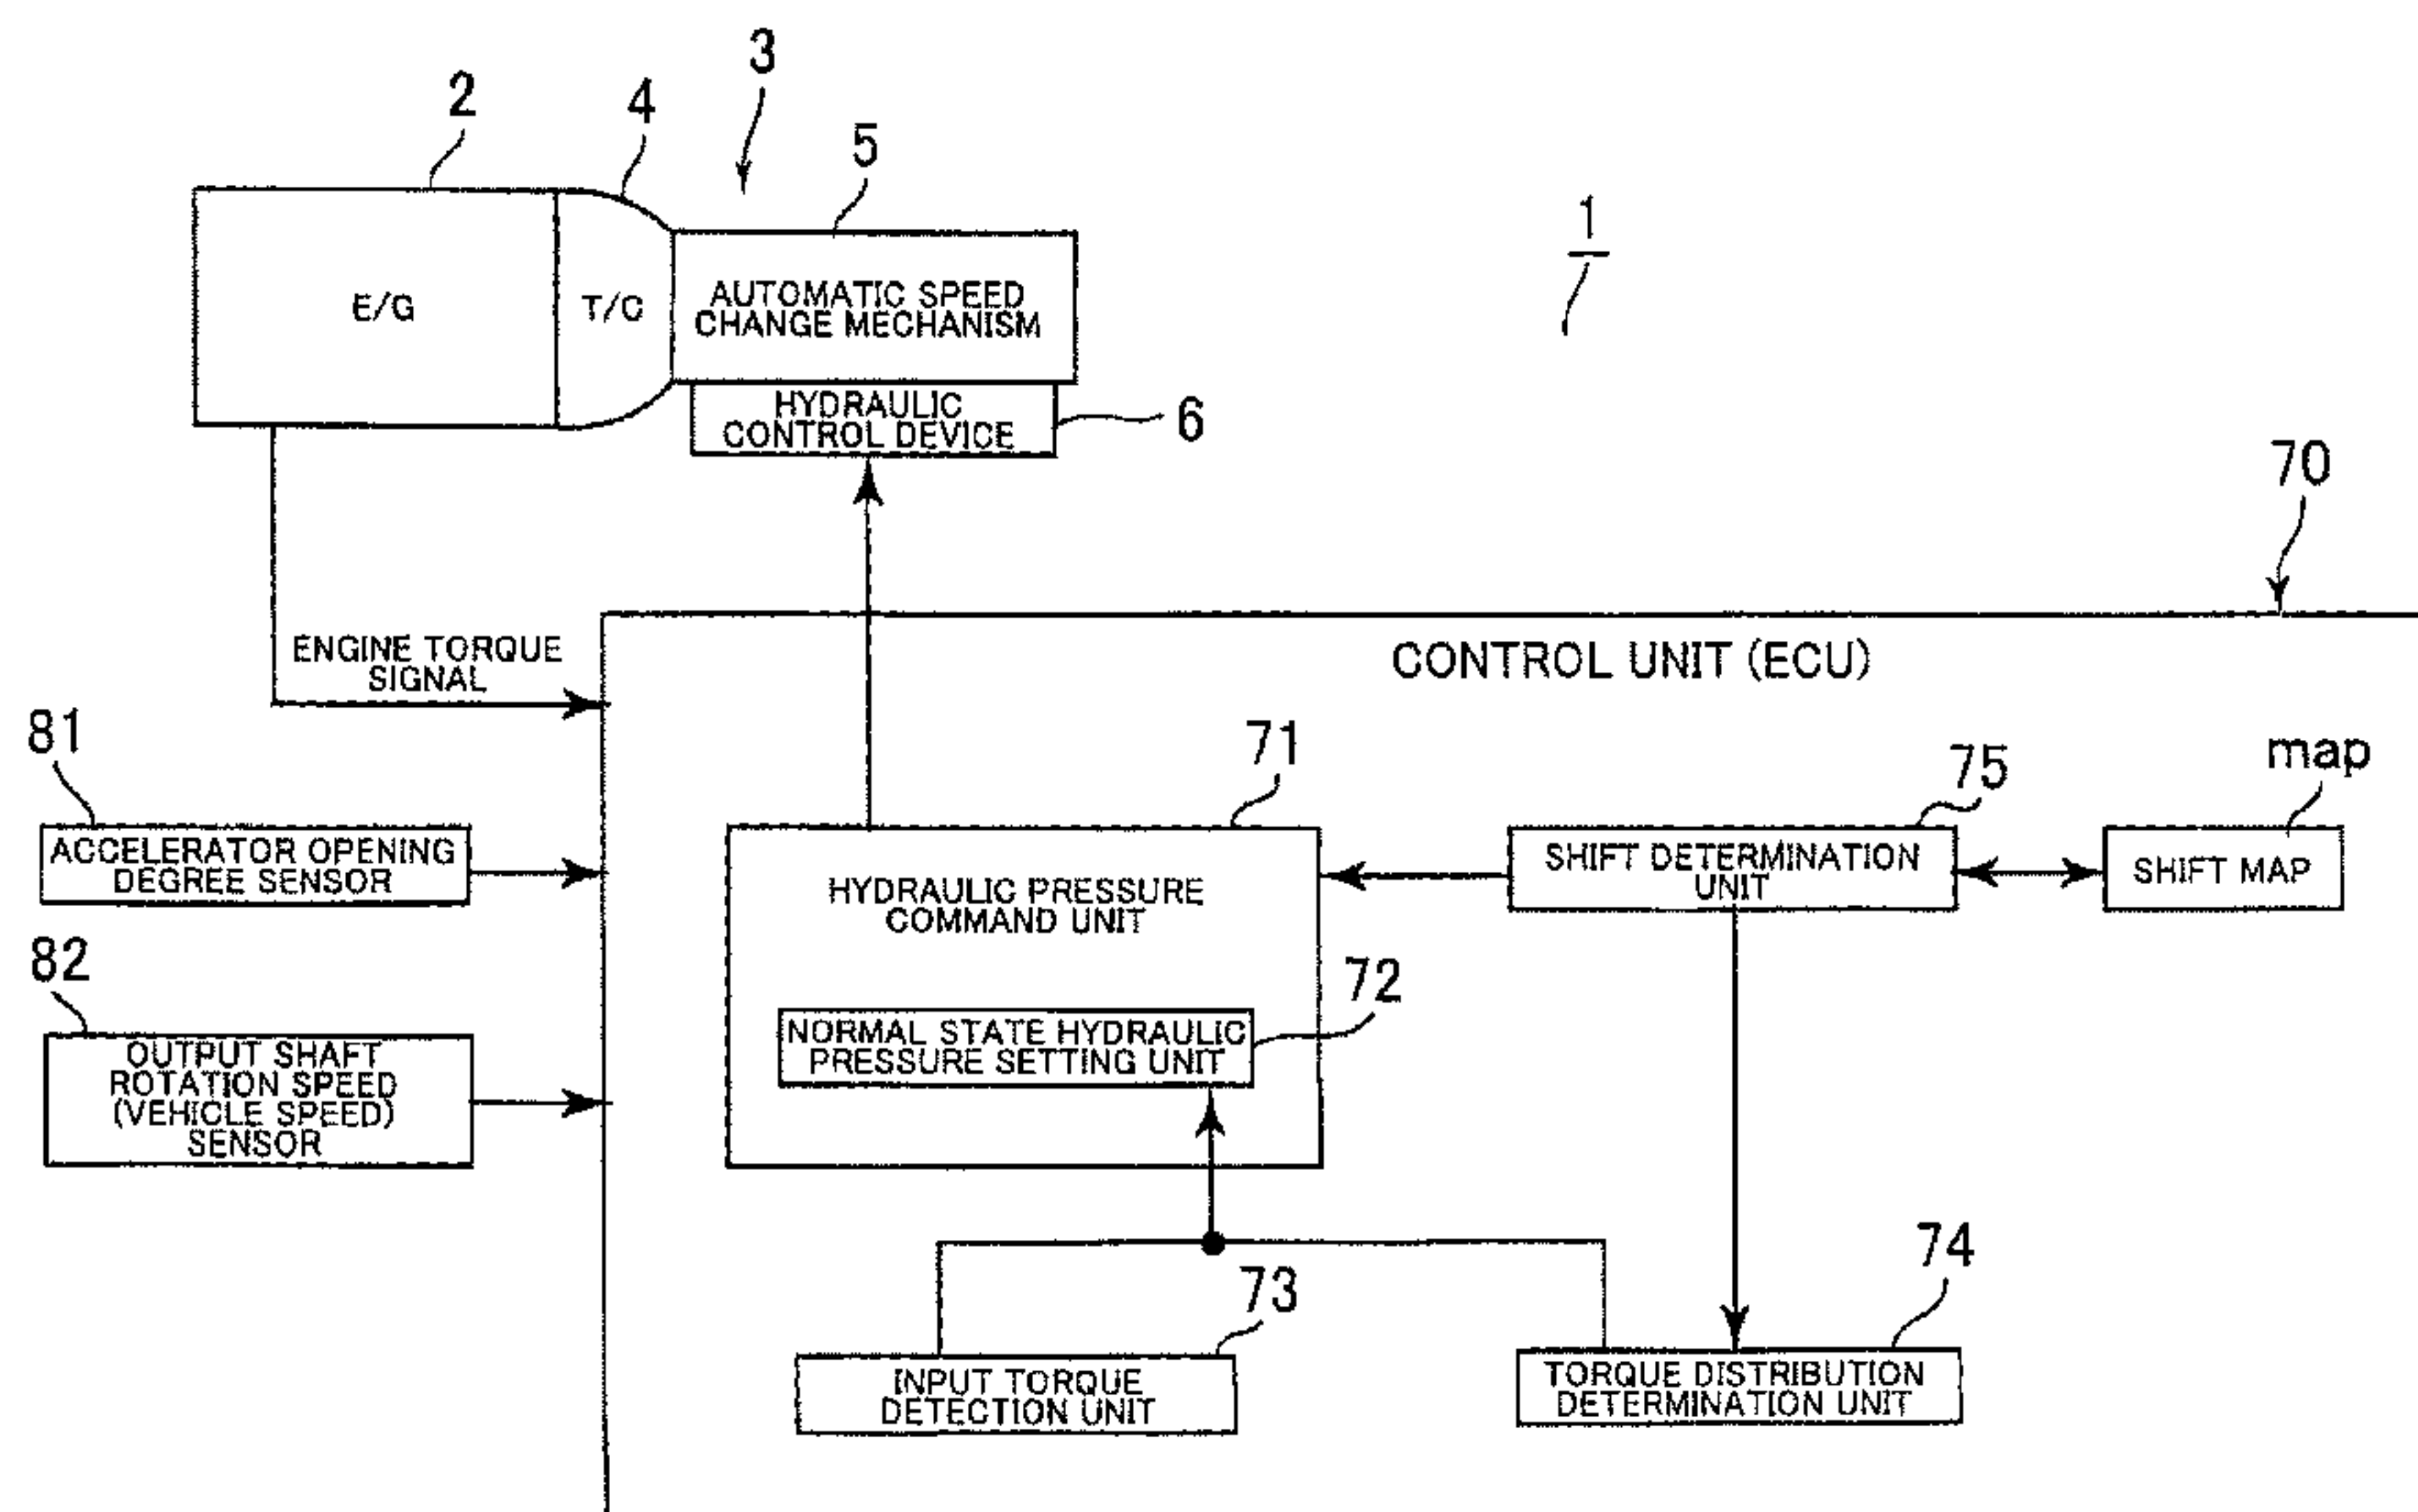 3
2
4
5
1
E/G
T/C
AUTOMATIC SPEED
CHANGE MECHANISM
HYDRAULIC
CONTROL DEVICE
6
70
ENGINE TORQUE
SIGNAL
CONTROL UNIT (ECU)
81
71
75
map
ACCELERATOR OPENING
DEGREE SENSOR
HYDRAULIC PRESSURE
COMMAND UNIT
SHIFT DETERMINATION
UNIT
SHIFT MAP
82
72
OUTPUT SHAFT
ROTATION SPEED
(VEHICLE SPEED)
SENSOR
NORMAL STATE HYDRAULIC
PRESSURE SETTING UNIT
73
74
INPUT TORQUE
DETECTION UNIT
TORQUE DISTRIBUTION
DETERMINATION UNIT